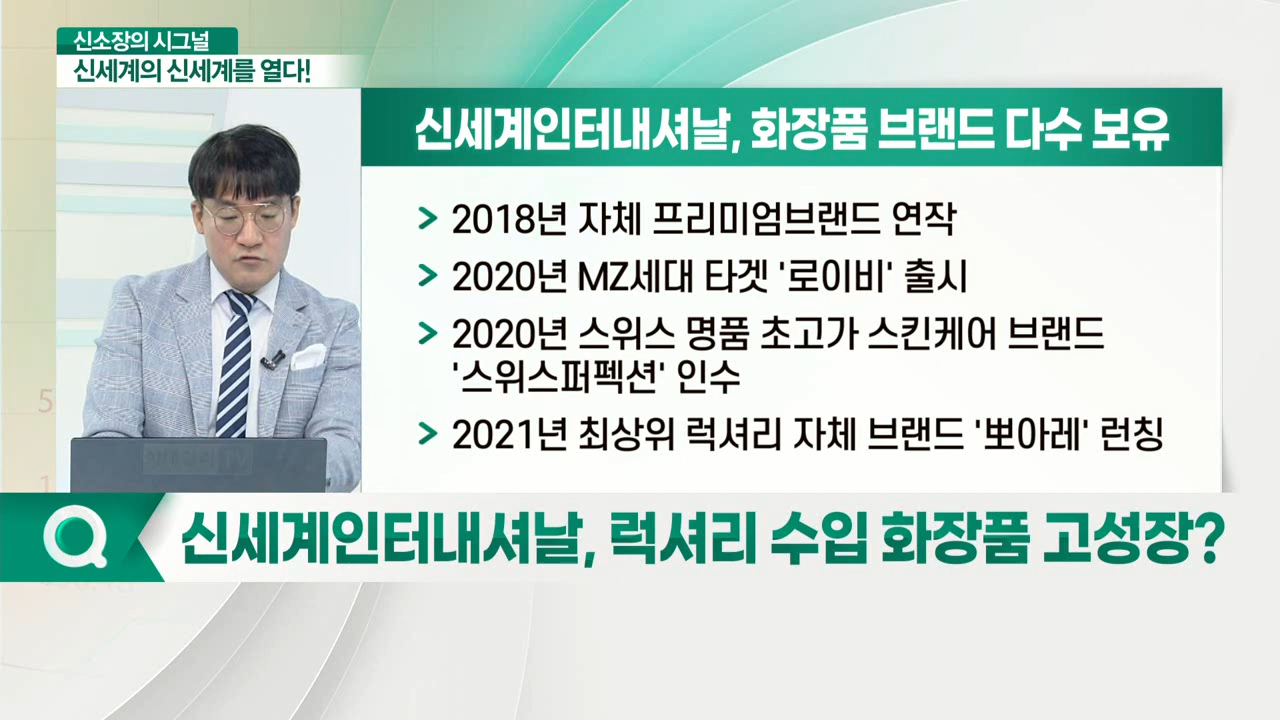 신소장의 시그널
신세계의 신세계를 열다!
신세계인터내셔날, 화장품 브랜드 다수 보유
> 2018년 자체 프리미엄브랜드 연작
> 2020년 MZ세대 타겟 '로이비' 출시
> 2020년 스위스 명품 초고가 스킨케어 브랜드
'스위스퍼펙션' 인수
> 2021년 최상위 럭셔리 자체 브랜드 '뽀아레' 런칭
5
1
Q 신세계인터내셔날, 럭셔리 수입 화장품 고성장?